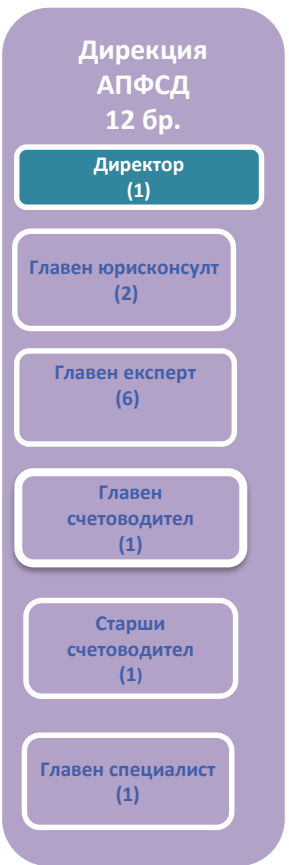 Дирекция
АПФСД
12 бр.
Директор
(1)
Главен юрисконсулт
(2)
Главен експерт
(6)
Главен
счетоводител
(1)
Старши
счетоводител
(1)
Главен специалист
(1)